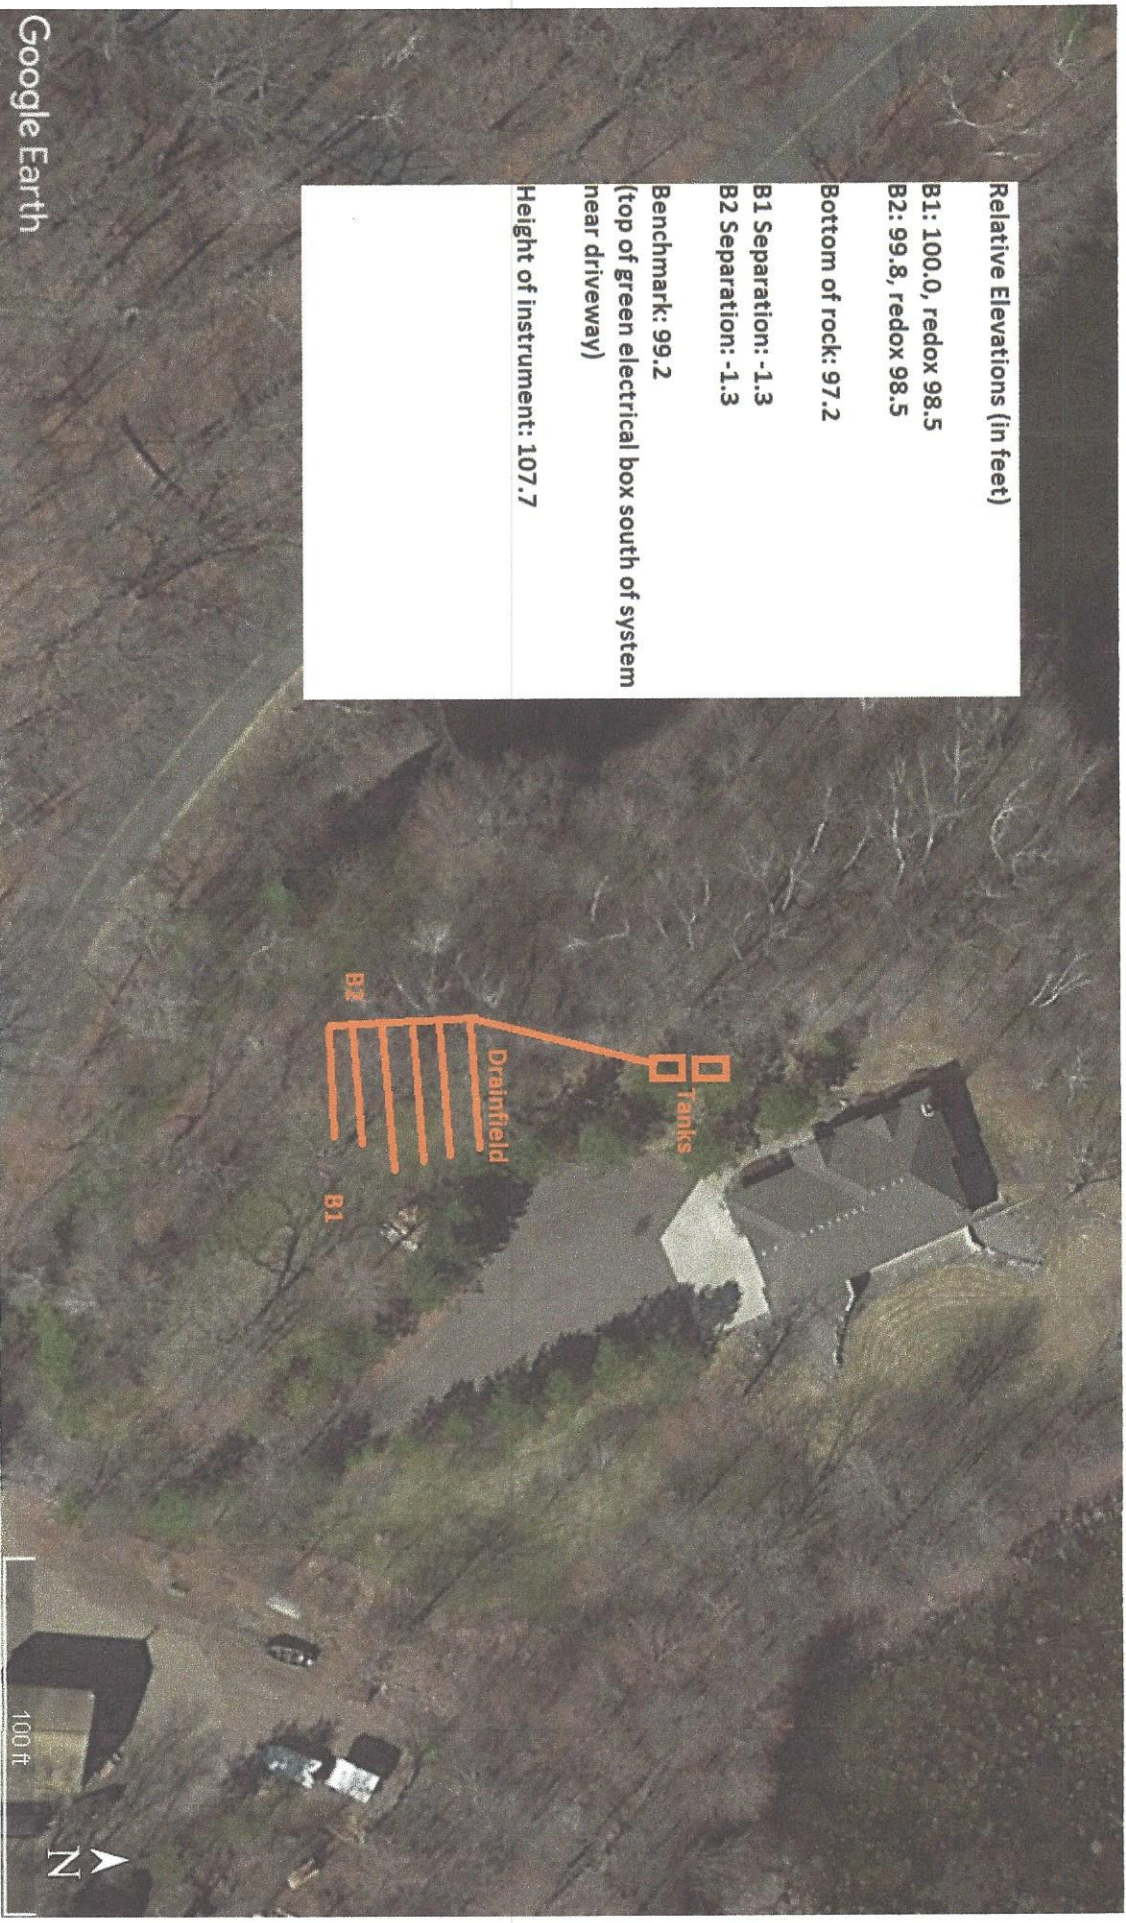 Relative Elevations (in feet)
B1: 100.0, redox 98.5
B2: 99.8, redox 98.5
Bottom of rock: 97.2
B1 Separation: -1.3
B2 Separation: -1.3
Benchmark: 99.2
(top of green electrical box south of system
near driveway)
Height of instrument: 107.7
Tanks
Drainfield
B2
B1
Google Earth
100 ft
N